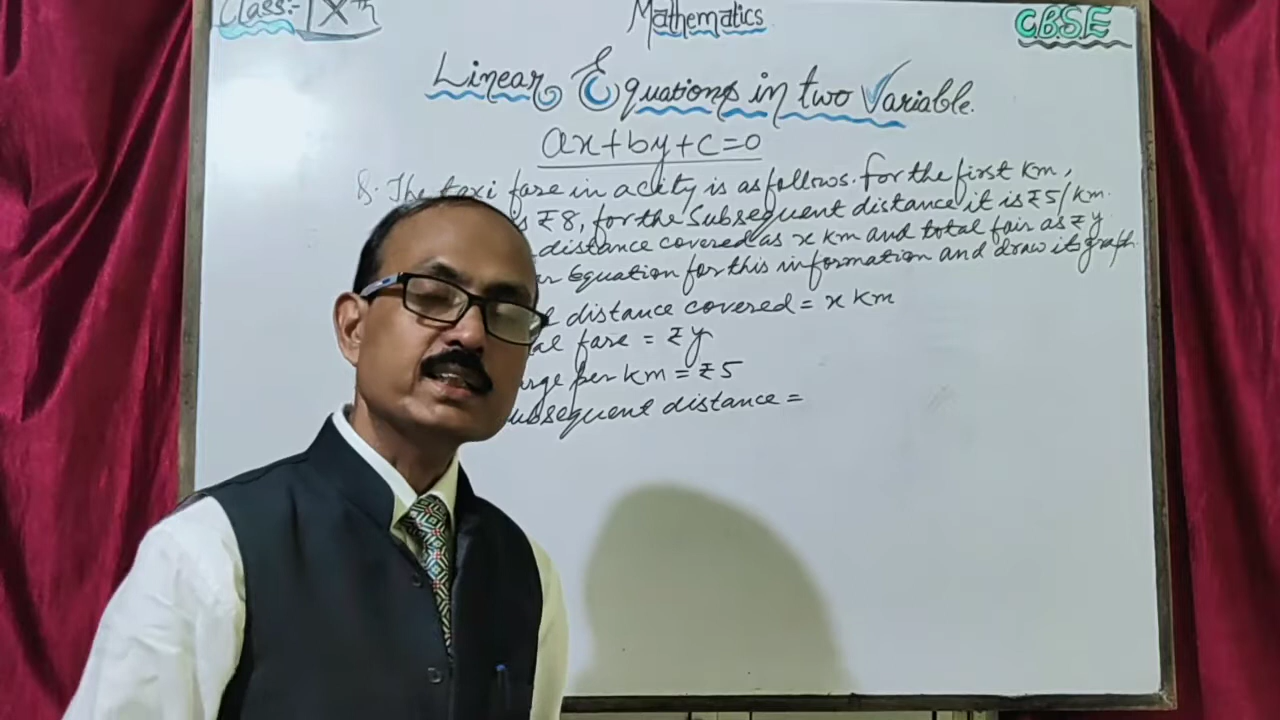 Class:- Xth
Mathematics
CBSE
Linear Equations in two Variable.
ax+by+c=0
The taxi fare in a city is as follows. For the first km,
₹8, for the Subsequent distance it is ₹5/km.
distance covered as x km and total fair as ₹ y
Equation for this information and draw its graph.
distance covered = x km
fare = ₹ y
per km = ₹5
Subsequent distance =